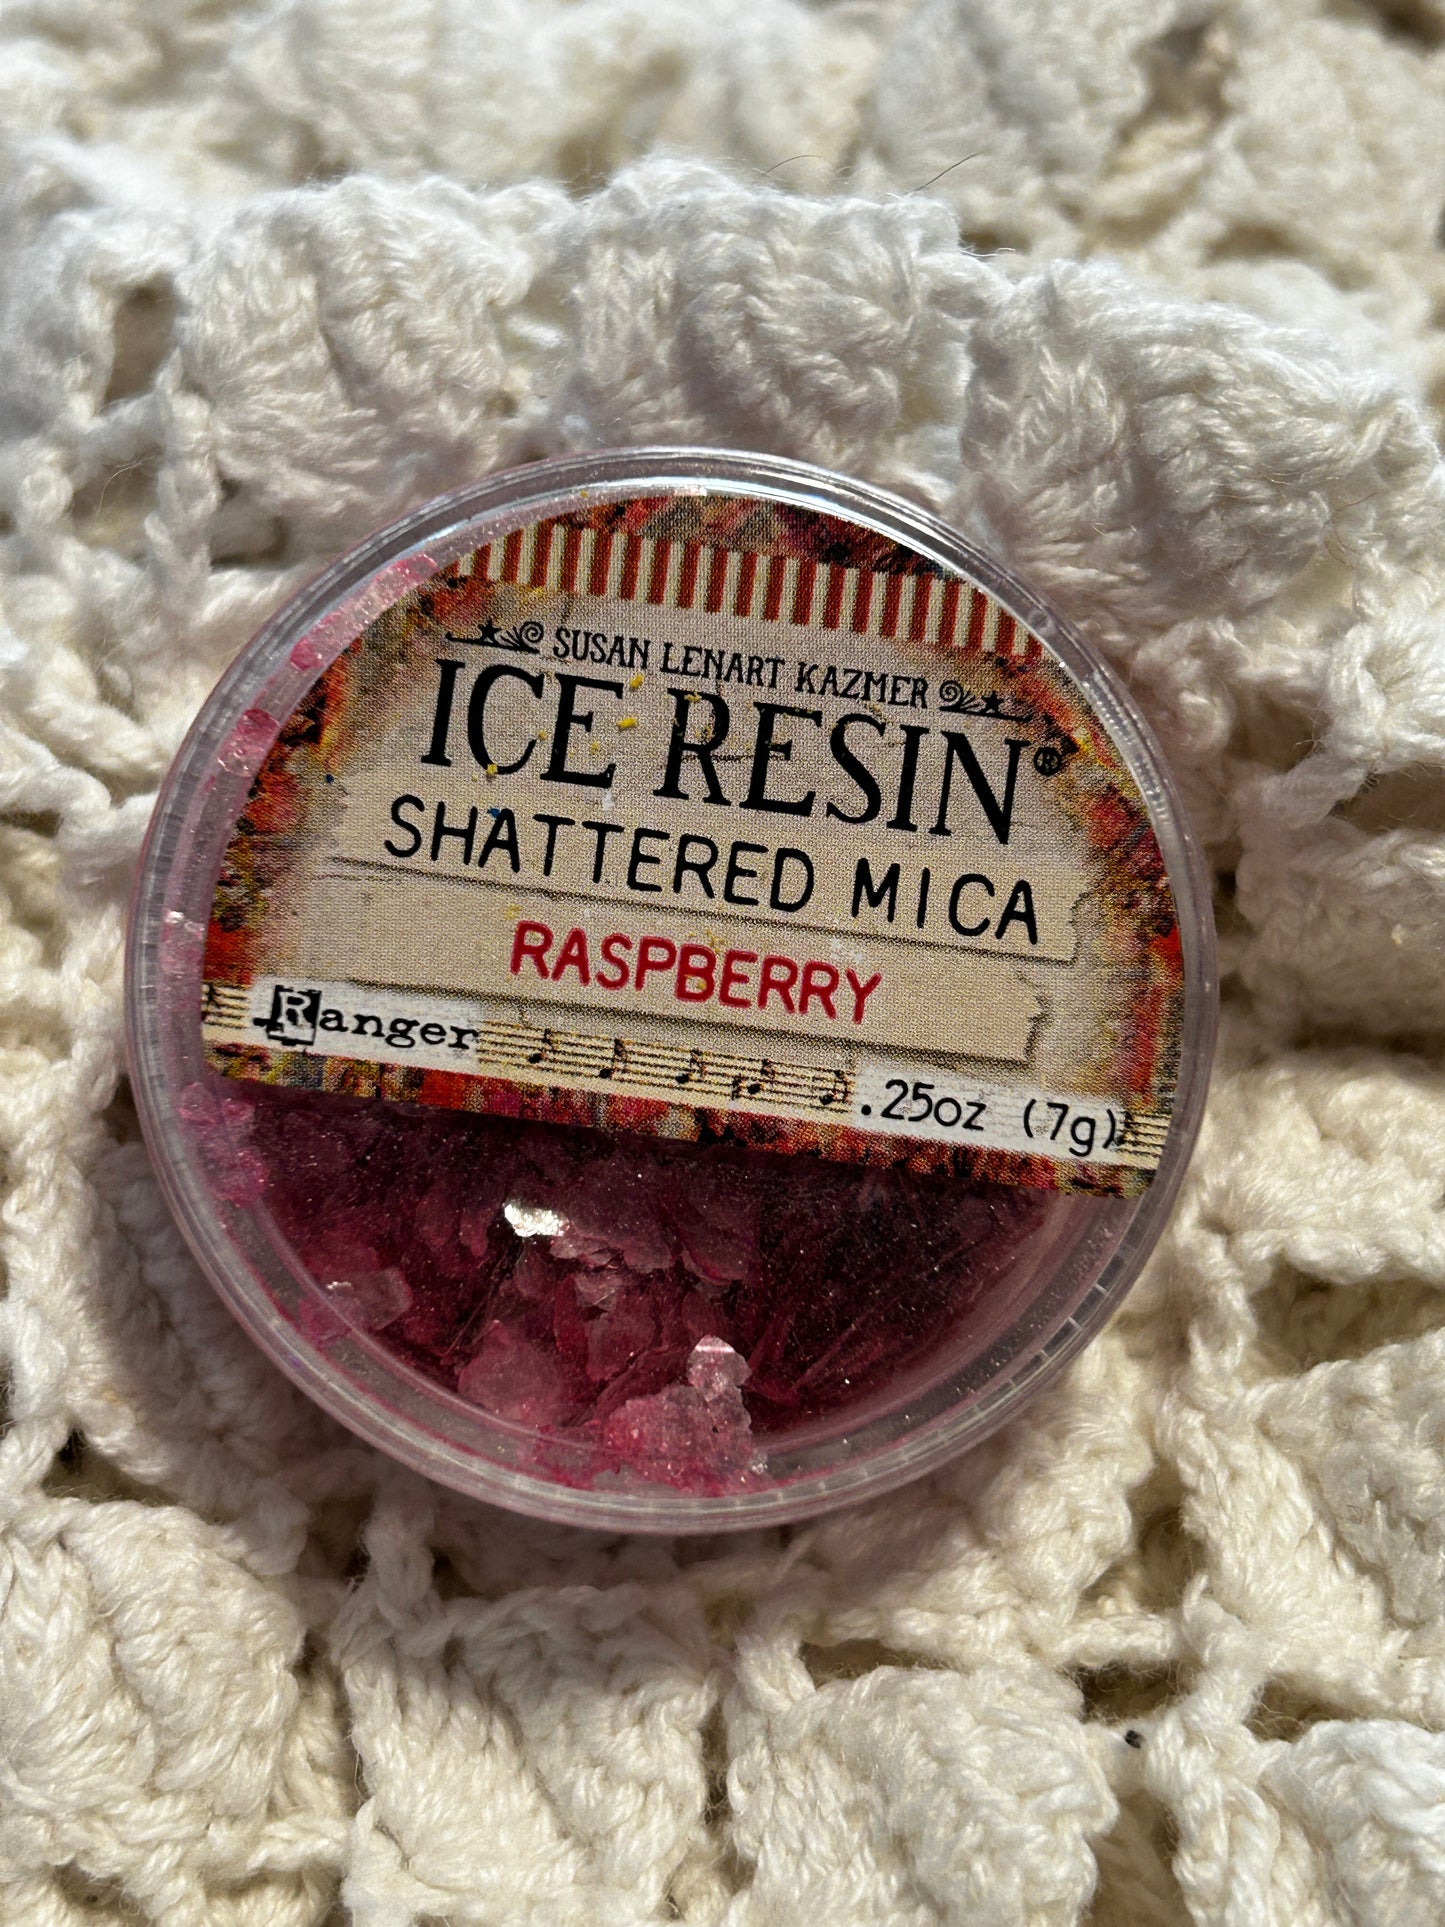 SUSAN LENART KAZMER
ICE RESIN®
SHATTERED MICA
RASPBERRY
Ranger
.25oz (7g)